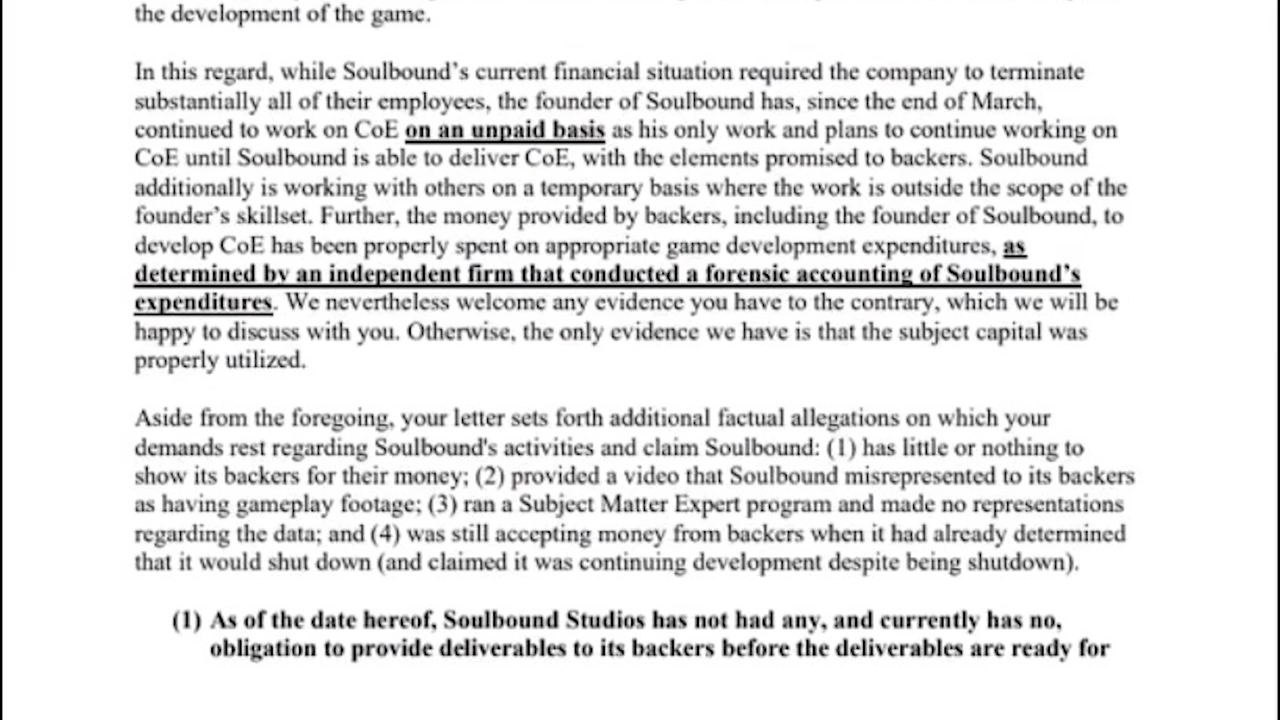 the development of the game.
In this regard, while Soulbound's current financial situation required the company to terminate
substantially all of their employees, the founder of Soulbound has, since the end of March,
continued to work on CoE on an unpaid basis as his only work and plans to continue working on
CoE until Soulbound is able to deliver CoE, with the elements promised to backers. Soulbound
additionally is working with others on a temporary basis where the work is outside the scope of the
founder's skillset. Further, the money provided by backers, including the founder of Soulbound, to
develop CoE has been properly spent on appropriate game development expenditures, as
determined by an independent firm that conducted a forensic accounting of Soulbound's
expenditures. We nevertheless welcome any evidence you have to the contrary, which we will be
happy to discuss with you. Otherwise, the only evidence we have is that the subject capital was
properly utilized.
Aside from the foregoing, your letter sets forth additional factual allegations on which your
demands rest regarding Soulbound's activities and claim Soulbound: (1) has little or nothing to
show its backers for their money; (2) provided a video that Soulbound misrepresented to its backers
as having gameplay footage; (3) ran a Subject Matter Expert program and made no representations
regarding the data; and (4) was still accepting money from backers when it had already determined
that it would shut down (and claimed it was continuing development despite being shutdown).
(1) As of the date hereof, Soulbound Studios has not had any, and currently has no,
obligation to provide deliverables to its backers before the deliverables are ready for